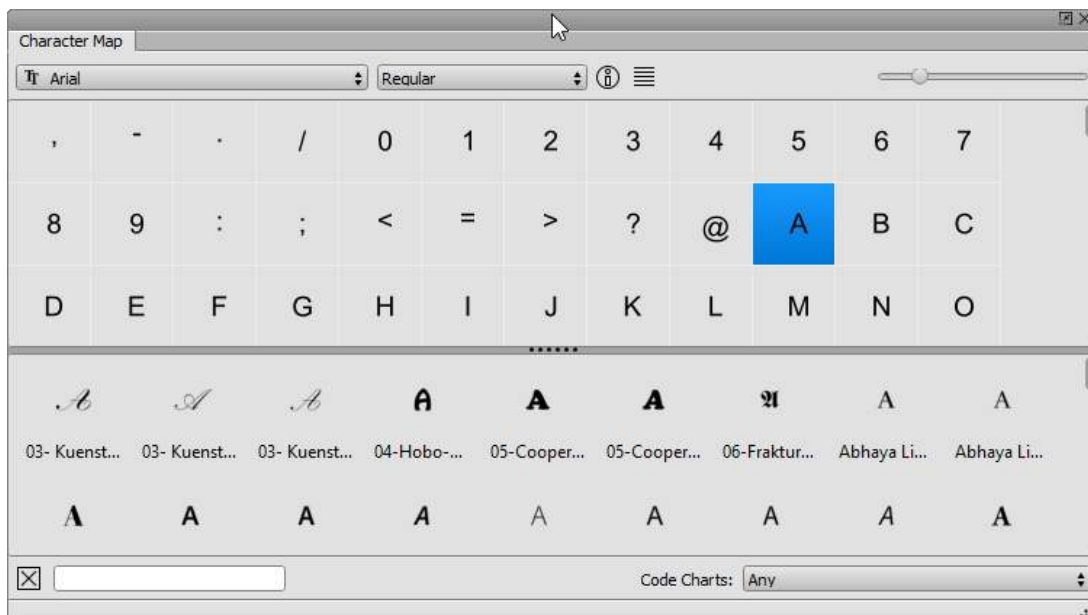 Character Map
Arial Regular
, - . / 0 1 2 3 4 5 6 7
8 9 : ; < = > ? @ A B C
D E F G H I J K L M N O
A A A A A A 𝕬 A A
03- Kuenst... 03- Kuenst... 03- Kuenst... 04-Hobo-... 05-Cooper... 05-Cooper... 06-Fraktur... Abhaya Li... Abhaya Li...
A A A A A A A A A
Code Charts: Any